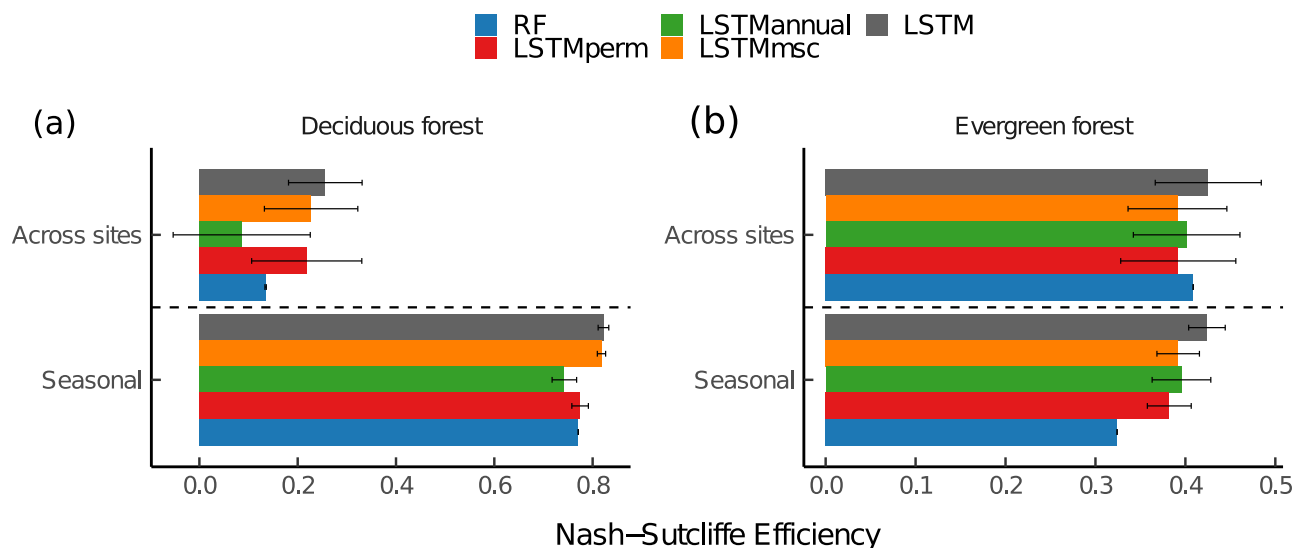 RF LSTMannual LSTM
LSTMperm LSTMmsc
(a) Deciduous forest
(b) Evergreen forest
Across sites
Seasonal
0.0 0.2 0.4 0.6 0.8
Across sites
Seasonal
0.0 0.1 0.2 0.3 0.4 0.5
Nash–Sutcliffe Efficiency